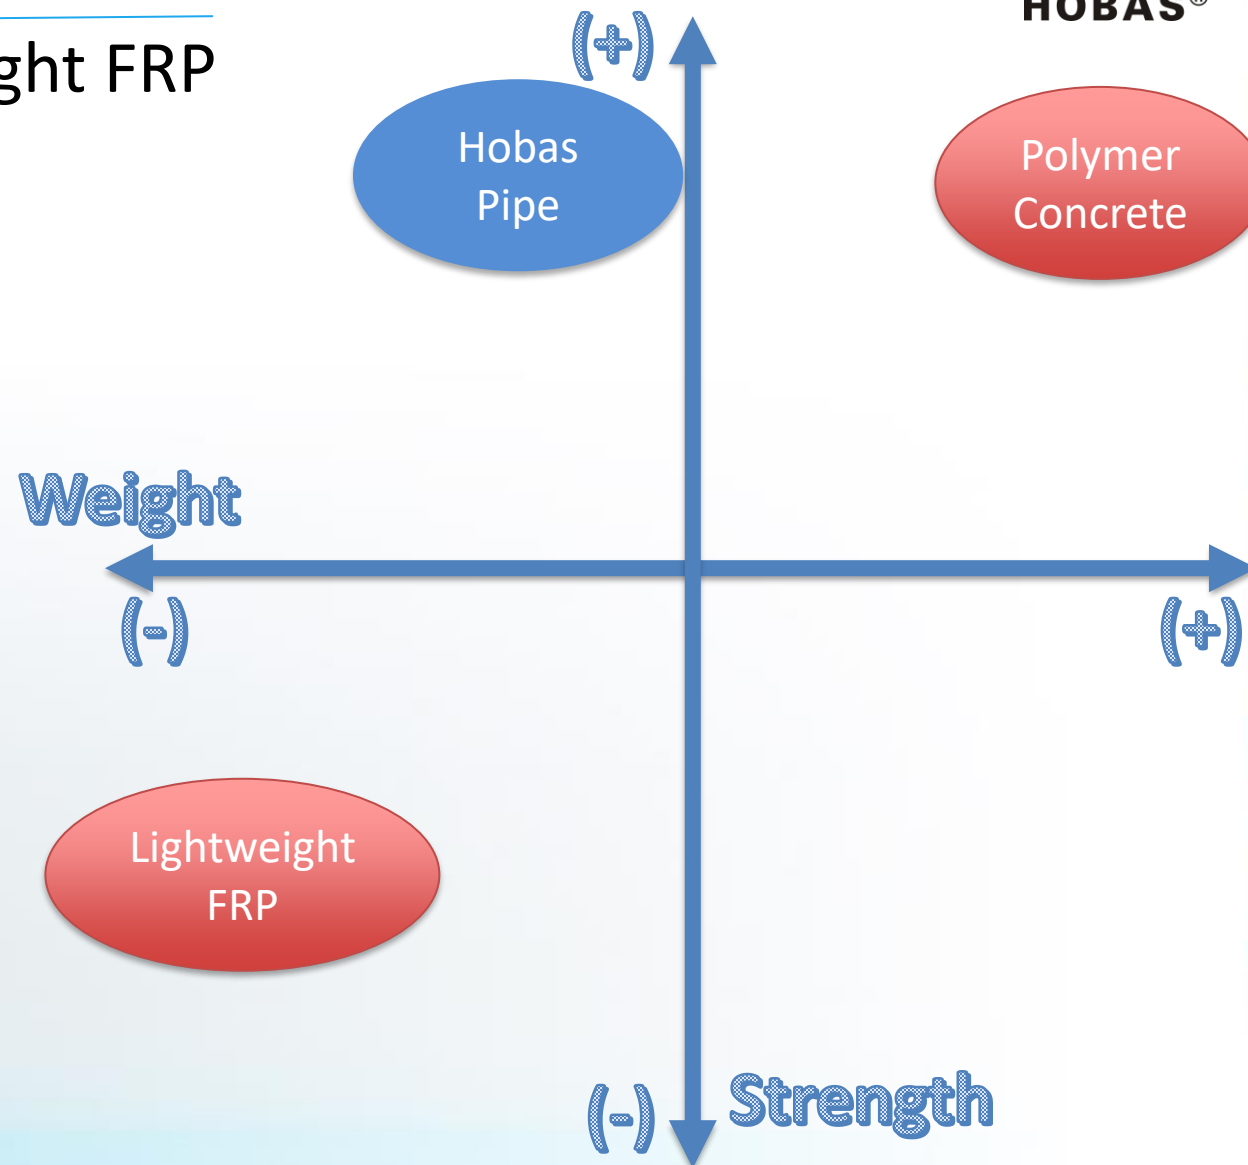 HOBAS®
ght FRP
(+)
Hobas
Pipe
Polymer
Concrete
Weight
(-)
(+)
Lightweight
FRP
(-)
Strength